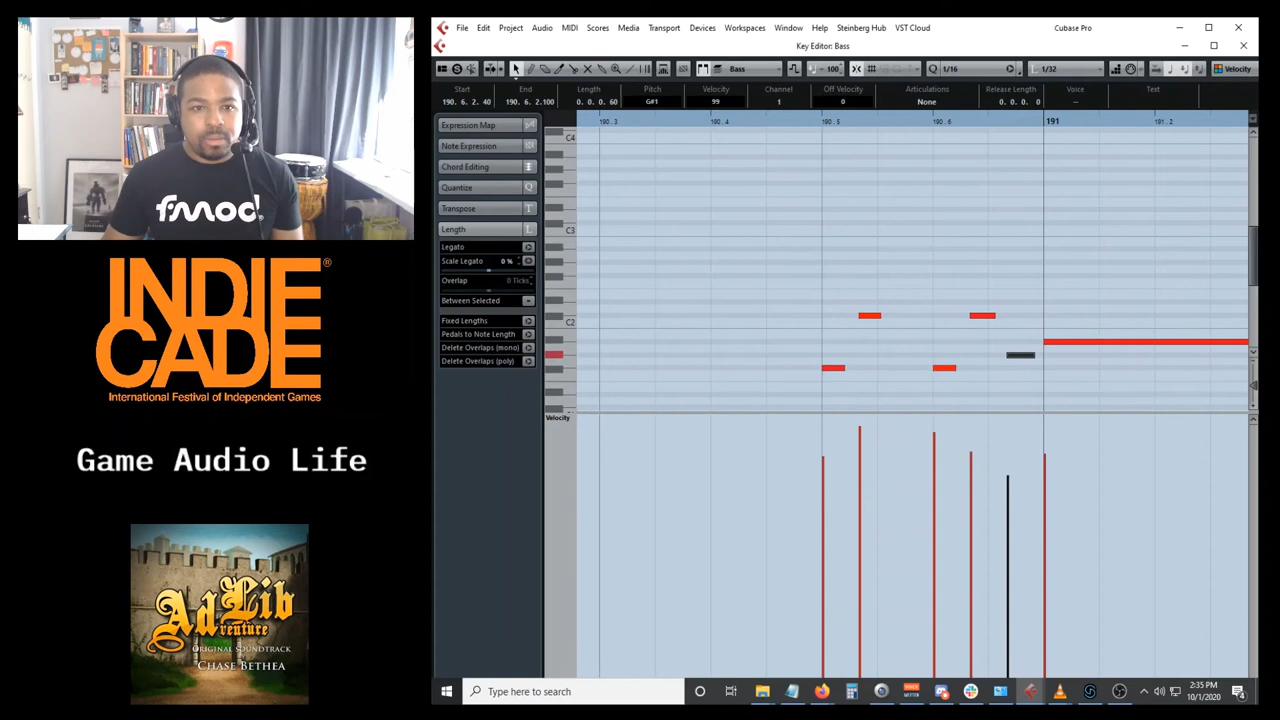 fmod
INDIE
CADE®
International Festival of Independent Games
Game Audio Life
AdLib
venture
ORIGINAL SOUNDTRACK
BY
CHASE BETHEA
File Edit Project Audio MIDI Scores Media Transport Devices Workspaces Window Help Steinberg Hub VST Cloud Cubase Pro
Key Editor: Bass
Bass 100 1/16 1/32 Velocity
Start End Length Pitch Velocity Channel Off Velocity Articulations Release Length Voice Text
190. 6. 2. 40 190. 6. 2.100 0. 0. 0. 60 G#1 99 1 0 None 0. 0. 0. 0 --
190.3 190.4 190.5 190.6 191 191.2
Expression Map
Note Expression
Chord Editing
Quantize Q
Transpose T
Length L
Legato
Scale Legato 0 %
Overlap 0 Ticks
Between Selected
Fixed Lengths
Pedals to Note Length
Delete Overlaps (mono)
Delete Overlaps (poly)
C4
C3
C2
Velocity
Type here to search
2:35 PM
10/1/2020
4